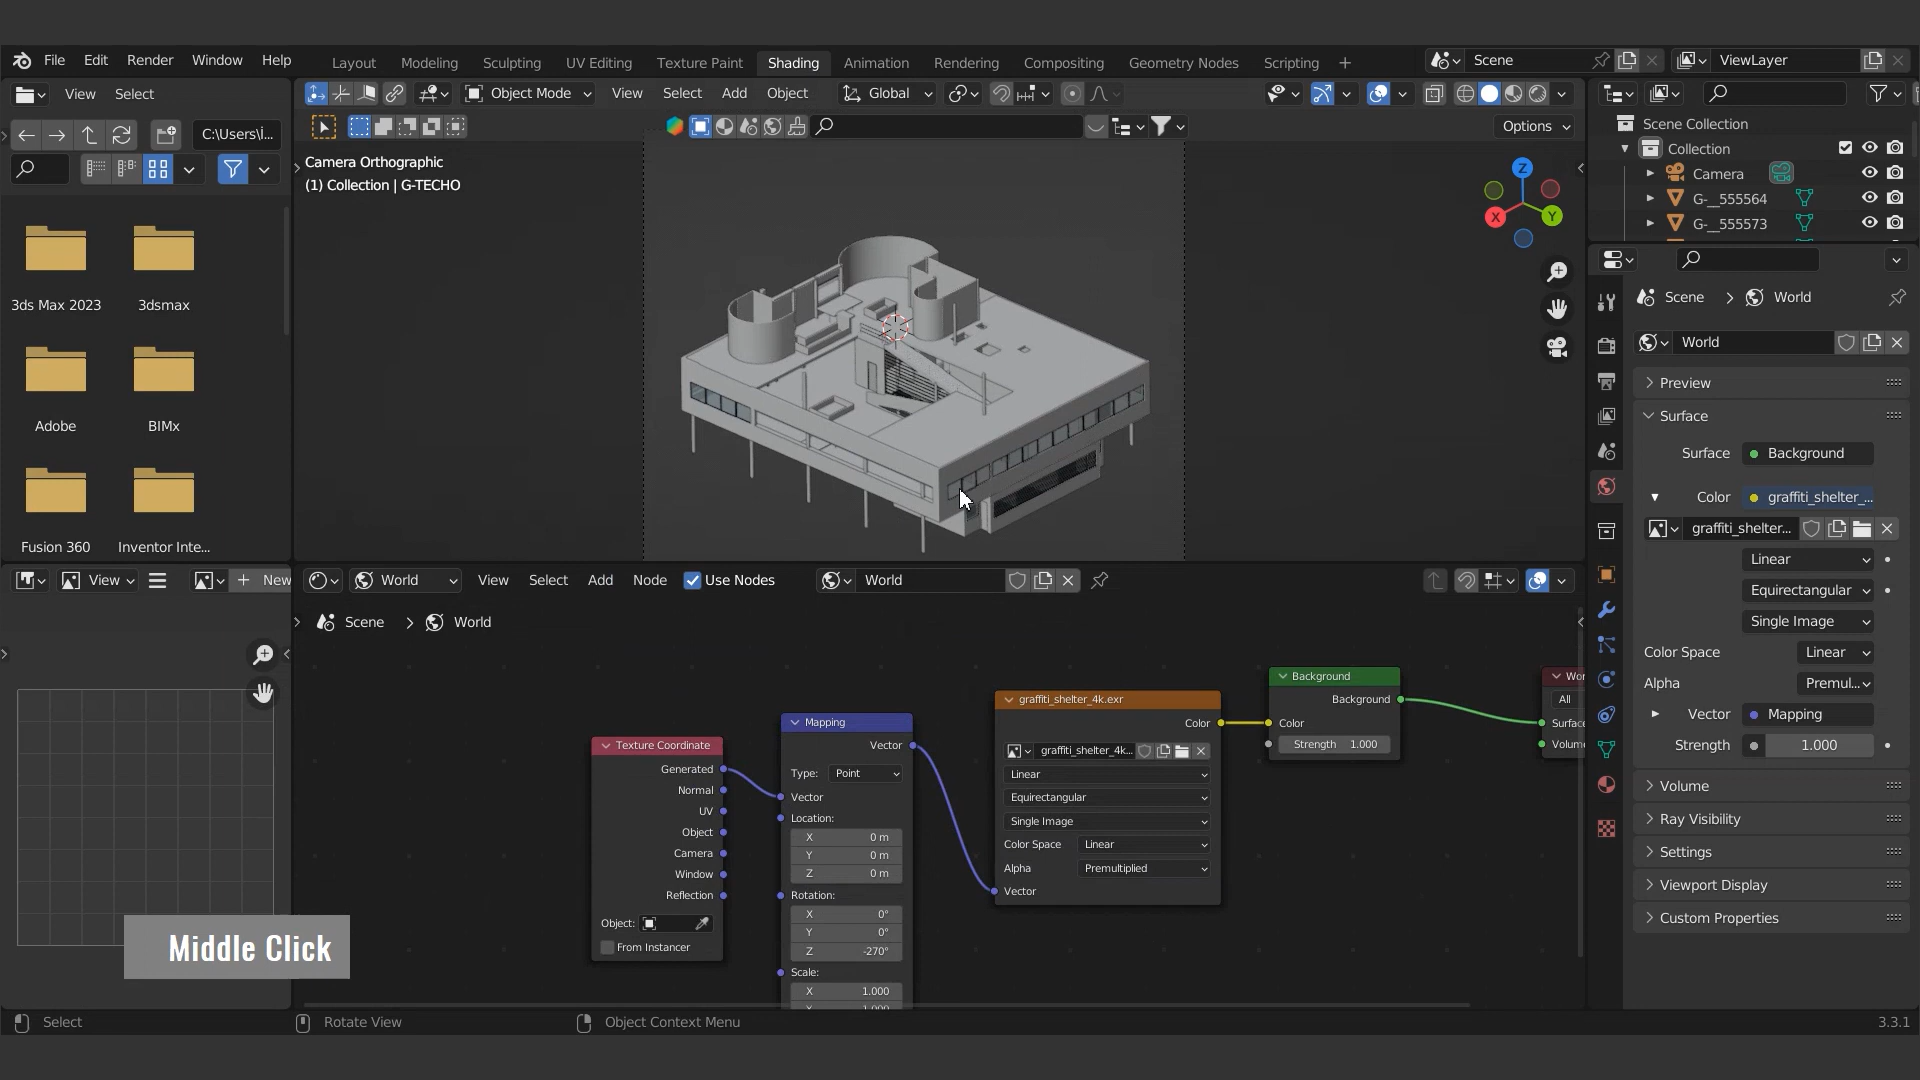 File Edit Render Window Help
Layout Modeling Sculpting UV Editing Texture Paint Shading Animation Rendering Compositing Geometry Nodes Scripting +
Scene
ViewLayer
View Select
Object Mode View Select Add Object Global
C:\Users\İ...
Options
Camera Orthographic
(1) Collection | G-TECHO
Z
X
Y
3ds Max 2023
3dsmax
Adobe
BIMx
Fusion 360
Inventor Inte...
Scene Collection
Collection
Camera
G-__555564
G-__555573
Scene > World
World
Preview
Surface
Surface Background
Color graffiti_shelter_...
graffiti_shelter...
Linear
Equirectangular
Single Image
Color Space Linear
Alpha Premul...
Vector Mapping
Strength 1.000
Volume
Ray Visibility
Settings
Viewport Display
Custom Properties
View
+ New
World View Select Add Node Use Nodes World
Scene > World
Texture Coordinate
Generated
Normal
UV
Object
Camera
Window
Reflection
Object:
From Instancer
Mapping
Vector
Type: Point
Vector
Location:
X 0 m
Y 0 m
Z 0 m
Rotation:
X 0°
Y 0°
Z -270°
Scale:
X 1.000
graffiti_shelter_4k.exr
Color
graffiti_shelter_4k...
Linear
Equirectangular
Single Image
Color Space Linear
Alpha Premultiplied
Vector
Background
Background
Color
Strength 1.000
Wor
All
Surface
Volume
Middle Click
Select
Rotate View
Object Context Menu
3.3.1